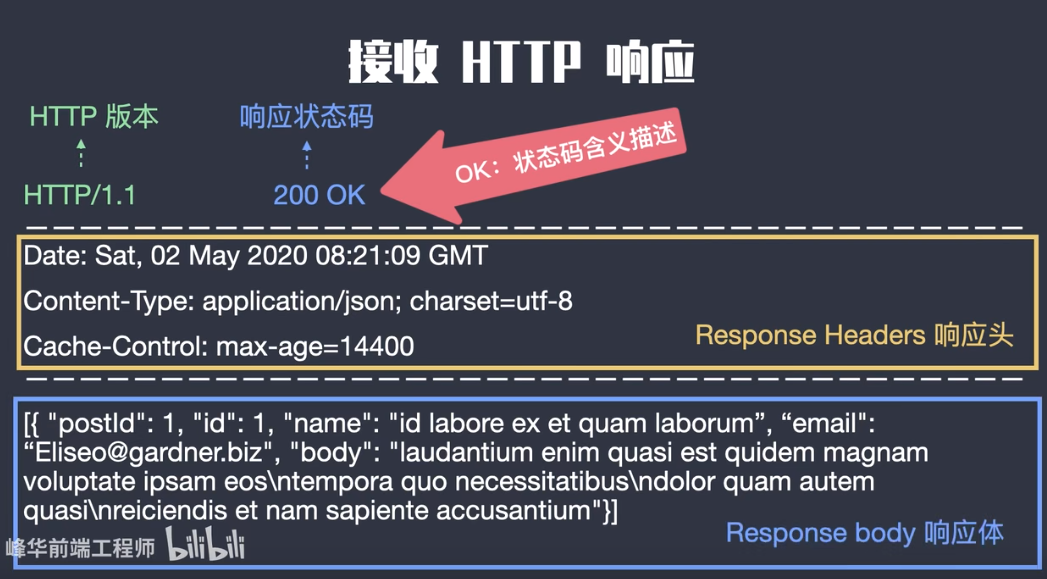 接收 HTTP 响应
HTTP 版本
响应状态码
OK：状态码含义描述
HTTP/1.1
200 OK
Date: Sat, 02 May 2020 08:21:09 GMT
Content-Type: application/json; charset=utf-8
Cache-Control: max-age=14400
Response Headers 响应头
[{ "postId": 1, "id": 1, "name": "id labore ex et quam laborum”, “email":
“Eliseo@gardner.biz", "body": "laudantium enim quasi est quidem magnam
voluptate ipsam eos\ntempora quo necessitatibus\ndolor quam autem
quasi\nreiciendis et nam sapiente accusantium"}]
Response body 响应体
峰华前端工程师 bilibili